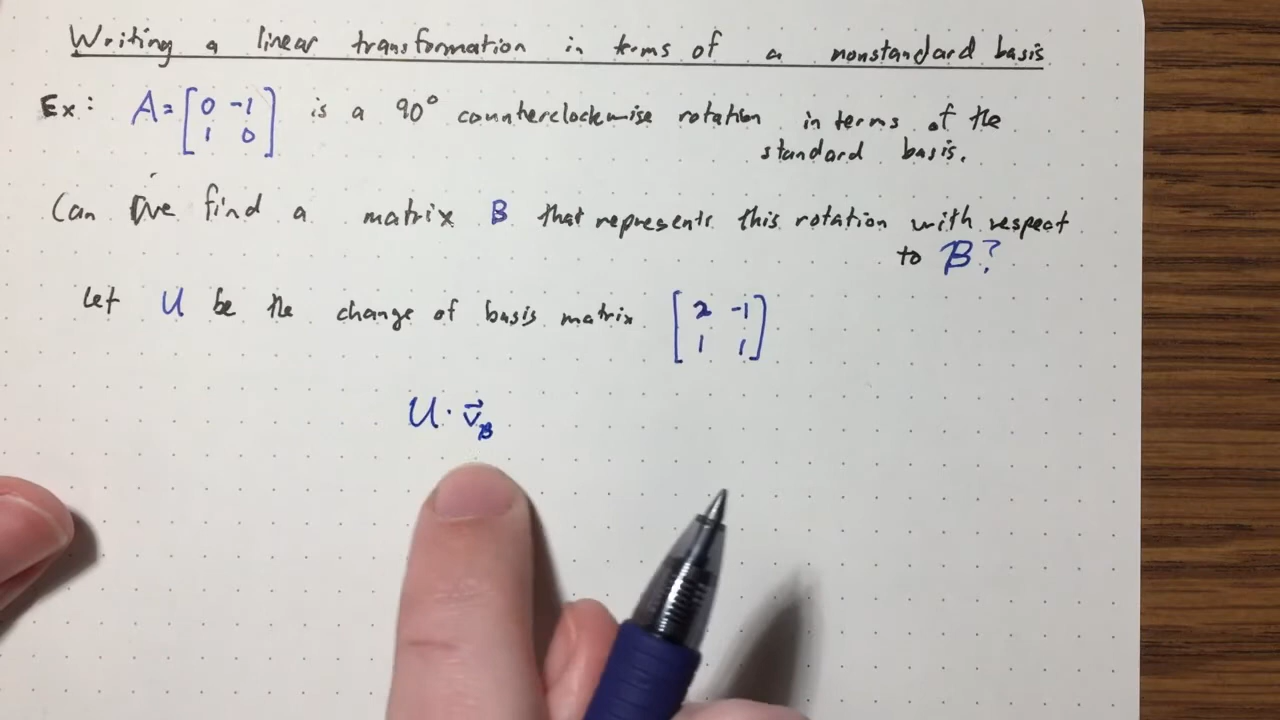 Writing a linear transformation in terms of a nonstandard basis
Ex: A = [0 -1
1 0] is a 90° counterclockwise rotation in terms of the
standard basis.
Can we find a matrix B that represents this rotation with respect
to B?
Let U be the change of basis matrix [2 -1
1 1]
U · v⃗_B